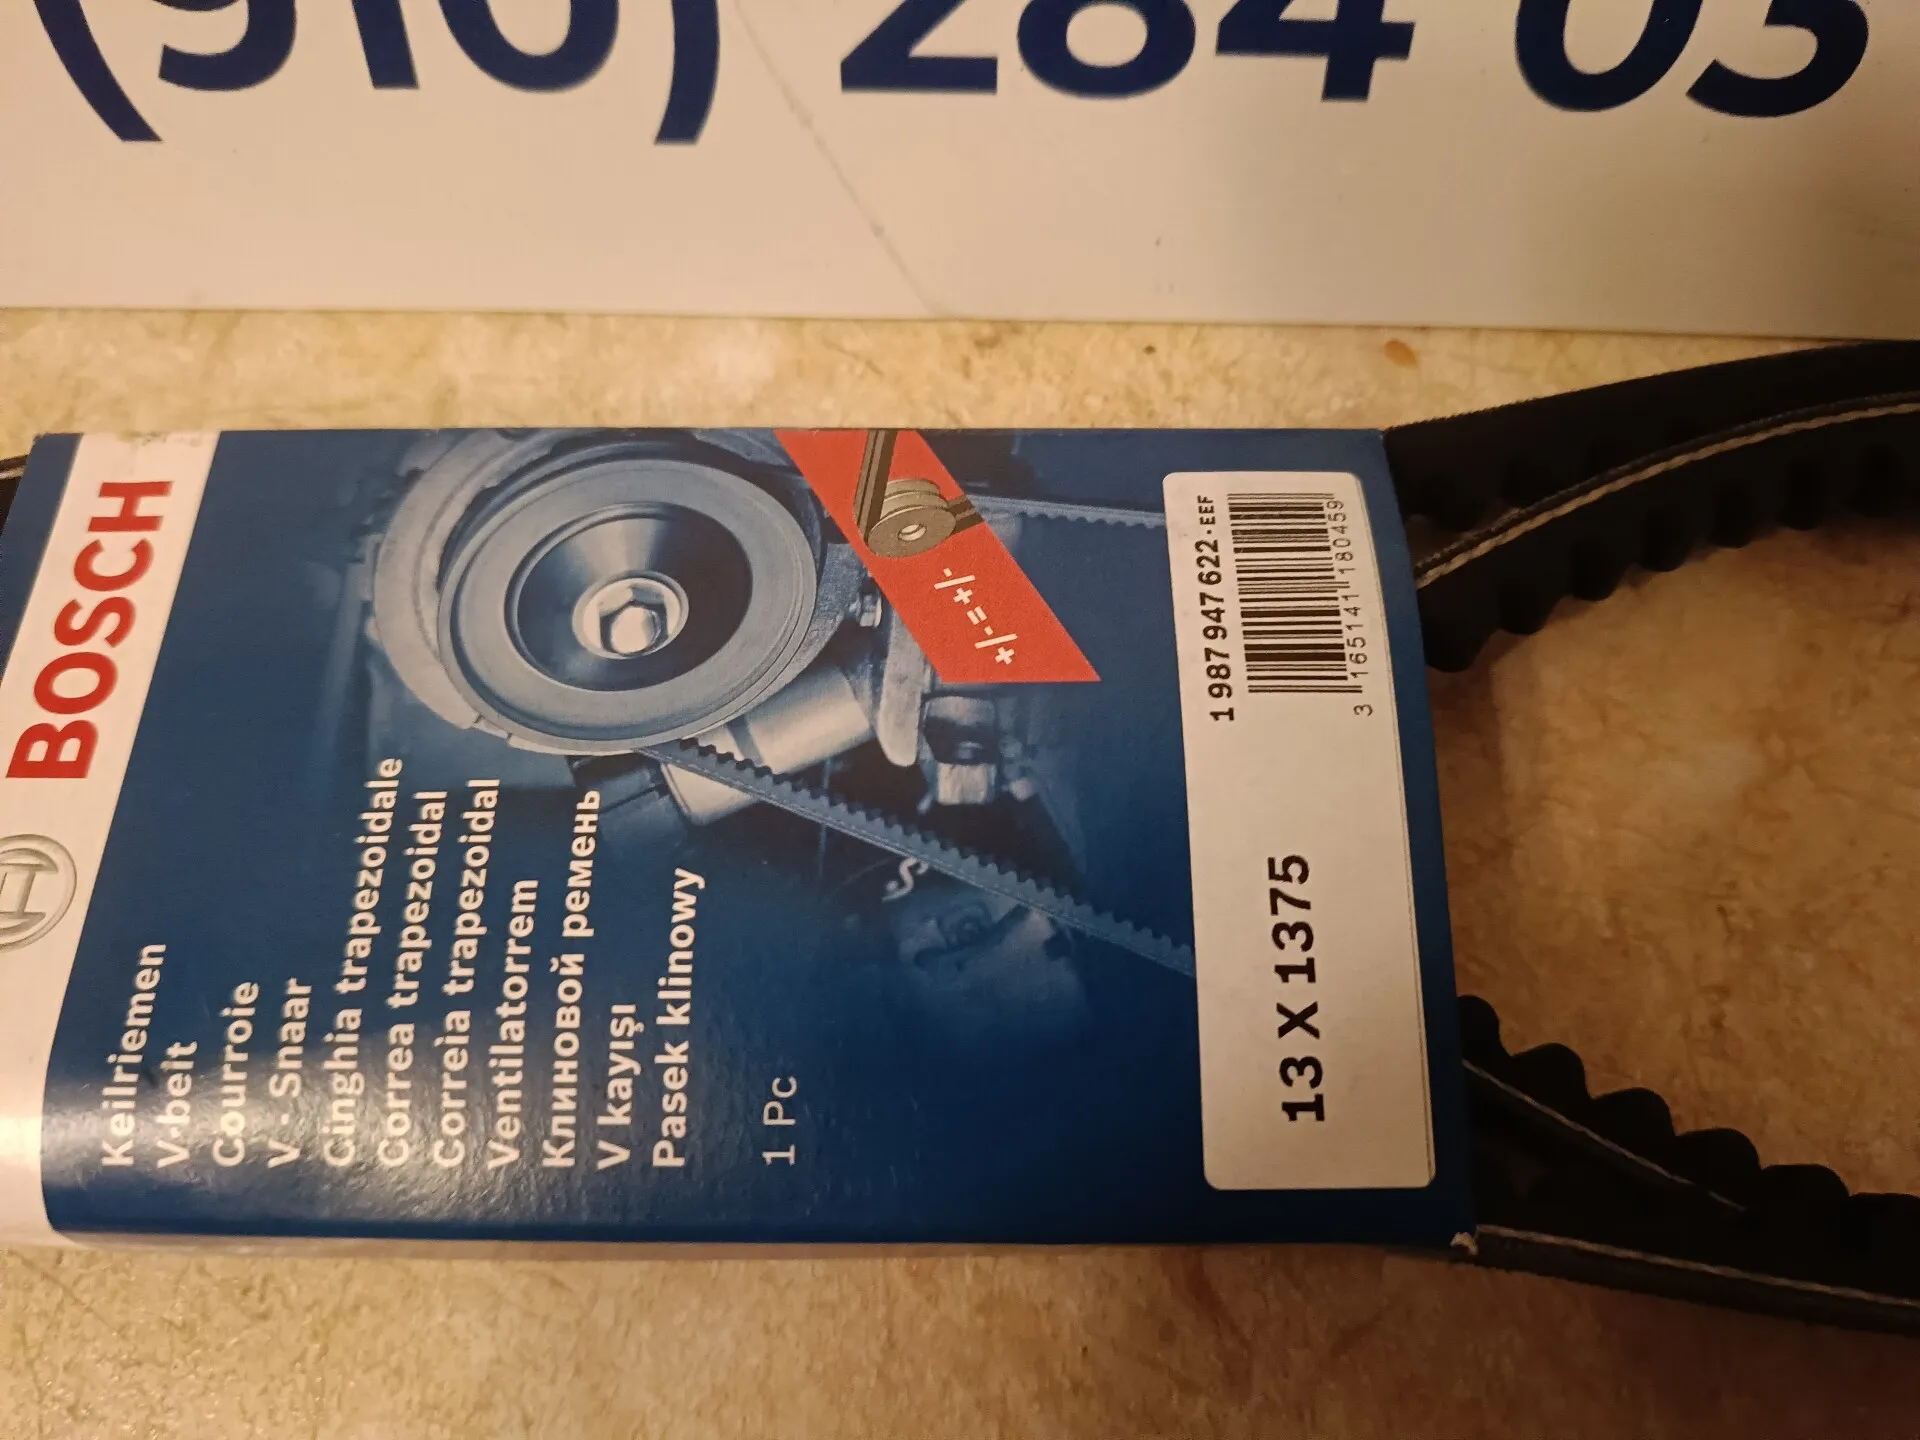 (910) 284 03
BOSCH
Keilriemen
V-belt
Courroie
V - Snaar
Cinghia trapezoidale
Correa trapezoidal
Correia trapezoidal
Ventilatorrem
Клиновой ремень
V kayışı
Pasek klinowy
1 Pc
+/- = +/-
1 987 947 622 · EEF
3 165141 180459
13 X 1375